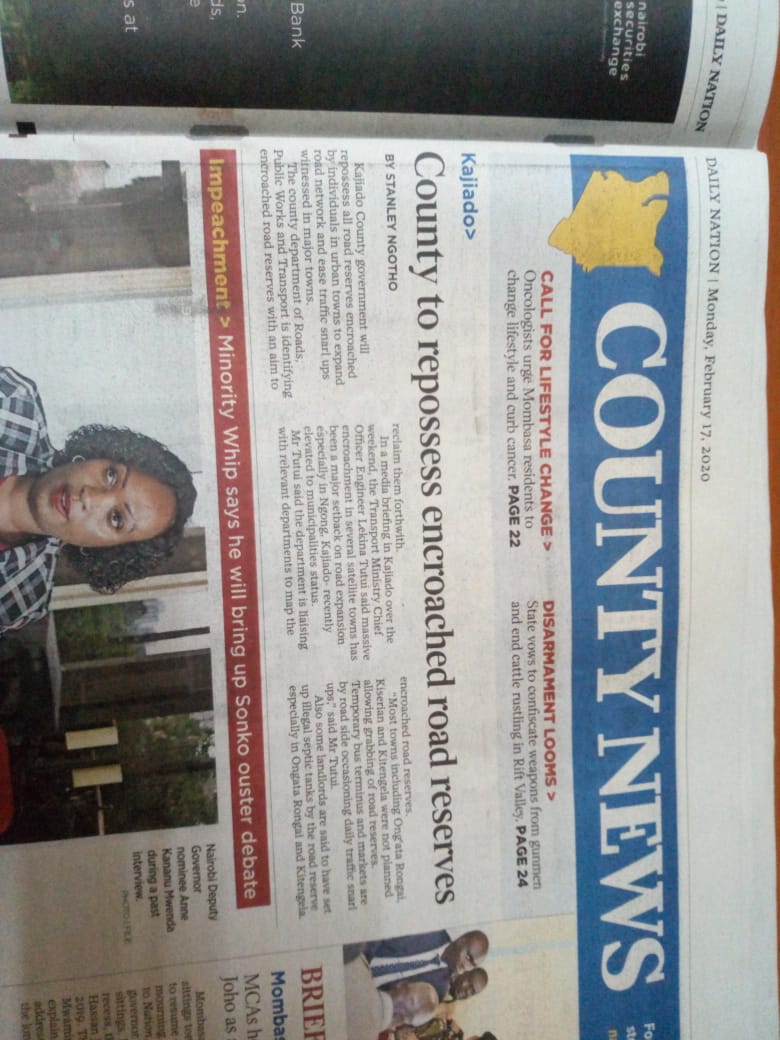 DAILY NATION
nairobi
securities
exchange
Bank
on.
ds,
e
s at
DAILY NATION | Monday, February 17, 2020
COUNTY NEWS
Fo
st
n
CALL FOR LIFESTYLE CHANGE >
Oncologists urge Mombasa residents to
change lifestyle and curb cancer. PAGE 22
DISARMAMENT LOOMS >
State vows to confiscate weapons from gunmen
and end cattle rustling in Rift Valley. PAGE 24
Kajiado>
County to repossess encroached road reserves
BY STANLEY NGOTHO
Kajiado County government will
repossess all road reserves encroached
by individuals in urban towns to expand
road network and ease traffic snarl ups
witnessed in major towns.
The county department of Roads,
Public Works and Transport is identifying
encroached road reserves with an aim to
reclaim them forthwith.
In a media briefing in Kajiado over the
weekend, the Transport Ministry Chief
Officer Engineer Lekina Tutui said massive
encroachment in several satellite towns has
been a major setback on road expansion
especially in Ngong, Kajiado- recently
elevated to municipalities status.
Mr Tutui said the department is liaising
with relevant departments to map the
encroached road reserves.
"Most towns including Ong'ata Rongai,
Kiserian and Kitengela were not planned
allowing grabbing of road reserves.
Temporary bus terminus and markets are
by road side occasioning daily traffic snarl
ups," said Mr Tutui.
Also some landlords are said to have set
up illegal septic tanks by the road reserve
especially in Ongata Rongai and Kitengela.
Impeachment > Minority Whip says he will bring up Sonko ouster debate
Nairobi Deputy
Governor
nominee Anne
Kananu Mwenda
during a past
interview.
PHOTO | FILE
BRIEF
Mombas
MCAs h
Joho as
Mombasa
sittings
to resume
mourning
to Nation,
governor
sittings.
recess, th
Hassan
2019. Th
Mwamin
explain
address
the lon